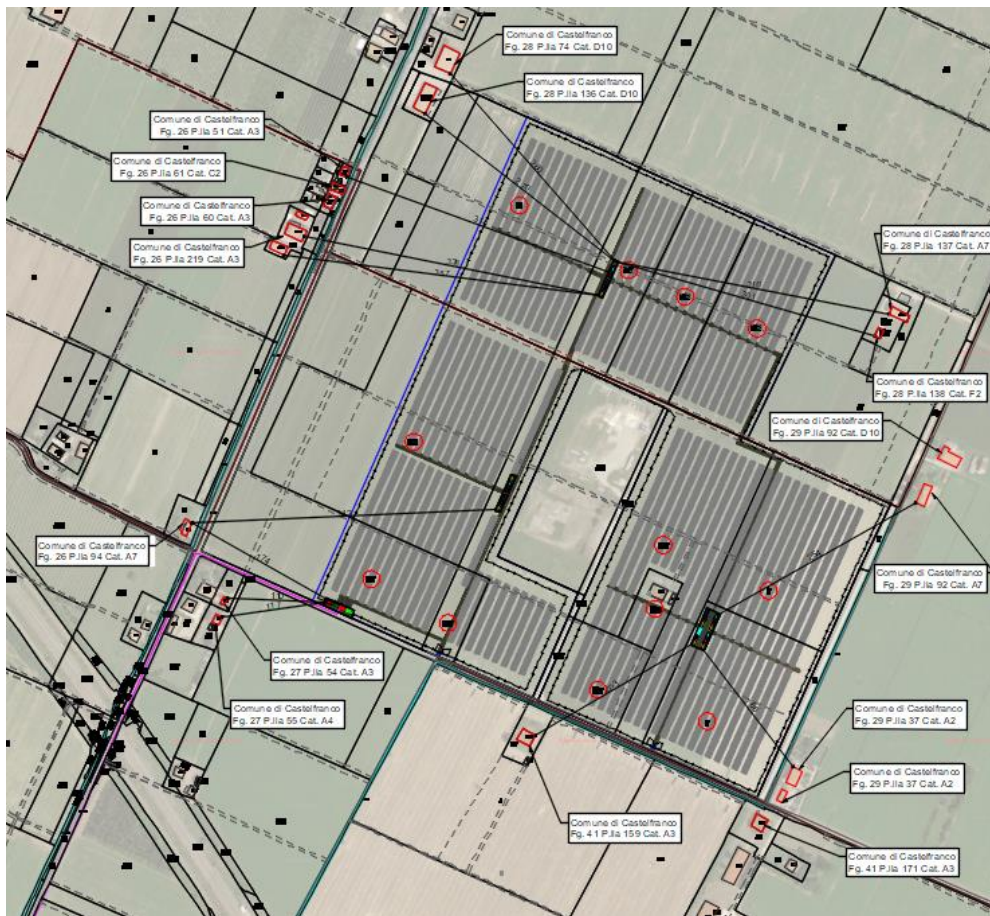 Comune di Castelfranco
Fg. 28 P.lla 74 Cat. D10
Comune di Castelfranco
Fg. 28 P.lla 136 Cat. D10
Comune di Castelfranco
Fg. 26 P.lla 51 Cat. A3
Comune di Castelfranco
Fg. 26 P.lla 61 Cat. C2
Comune di Castelfranco
Fg. 26 P.lla 60 Cat. A3
Comune di Castelfranco
Fg. 26 P.lla 219 Cat. A3
Comune di Castelfranco
Fg. 28 P.lla 137 Cat. A7
Comune di Castelfranco
Fg. 28 P.lla 138 Cat. F2
Comune di Castelfranco
Fg. 29 P.lla 92 Cat. D10
Comune di Castelfranco
Fg. 26 P.lla 94 Cat. A7
Comune di Castelfranco
Fg. 29 P.lla 92 Cat. A7
Comune di Castelfranco
Fg. 27 P.lla 54 Cat. A3
Comune di Castelfranco
Fg. 27 P.lla 55 Cat. A4
Comune di Castelfranco
Fg. 29 P.lla 37 Cat. A2
Comune di Castelfranco
Fg. 29 P.lla 37 Cat. A2
Comune di Castelfranco
Fg. 41 P.lla 159 Cat. A3
Comune di Castelfranco
Fg. 41 P.lla 171 Cat. A3